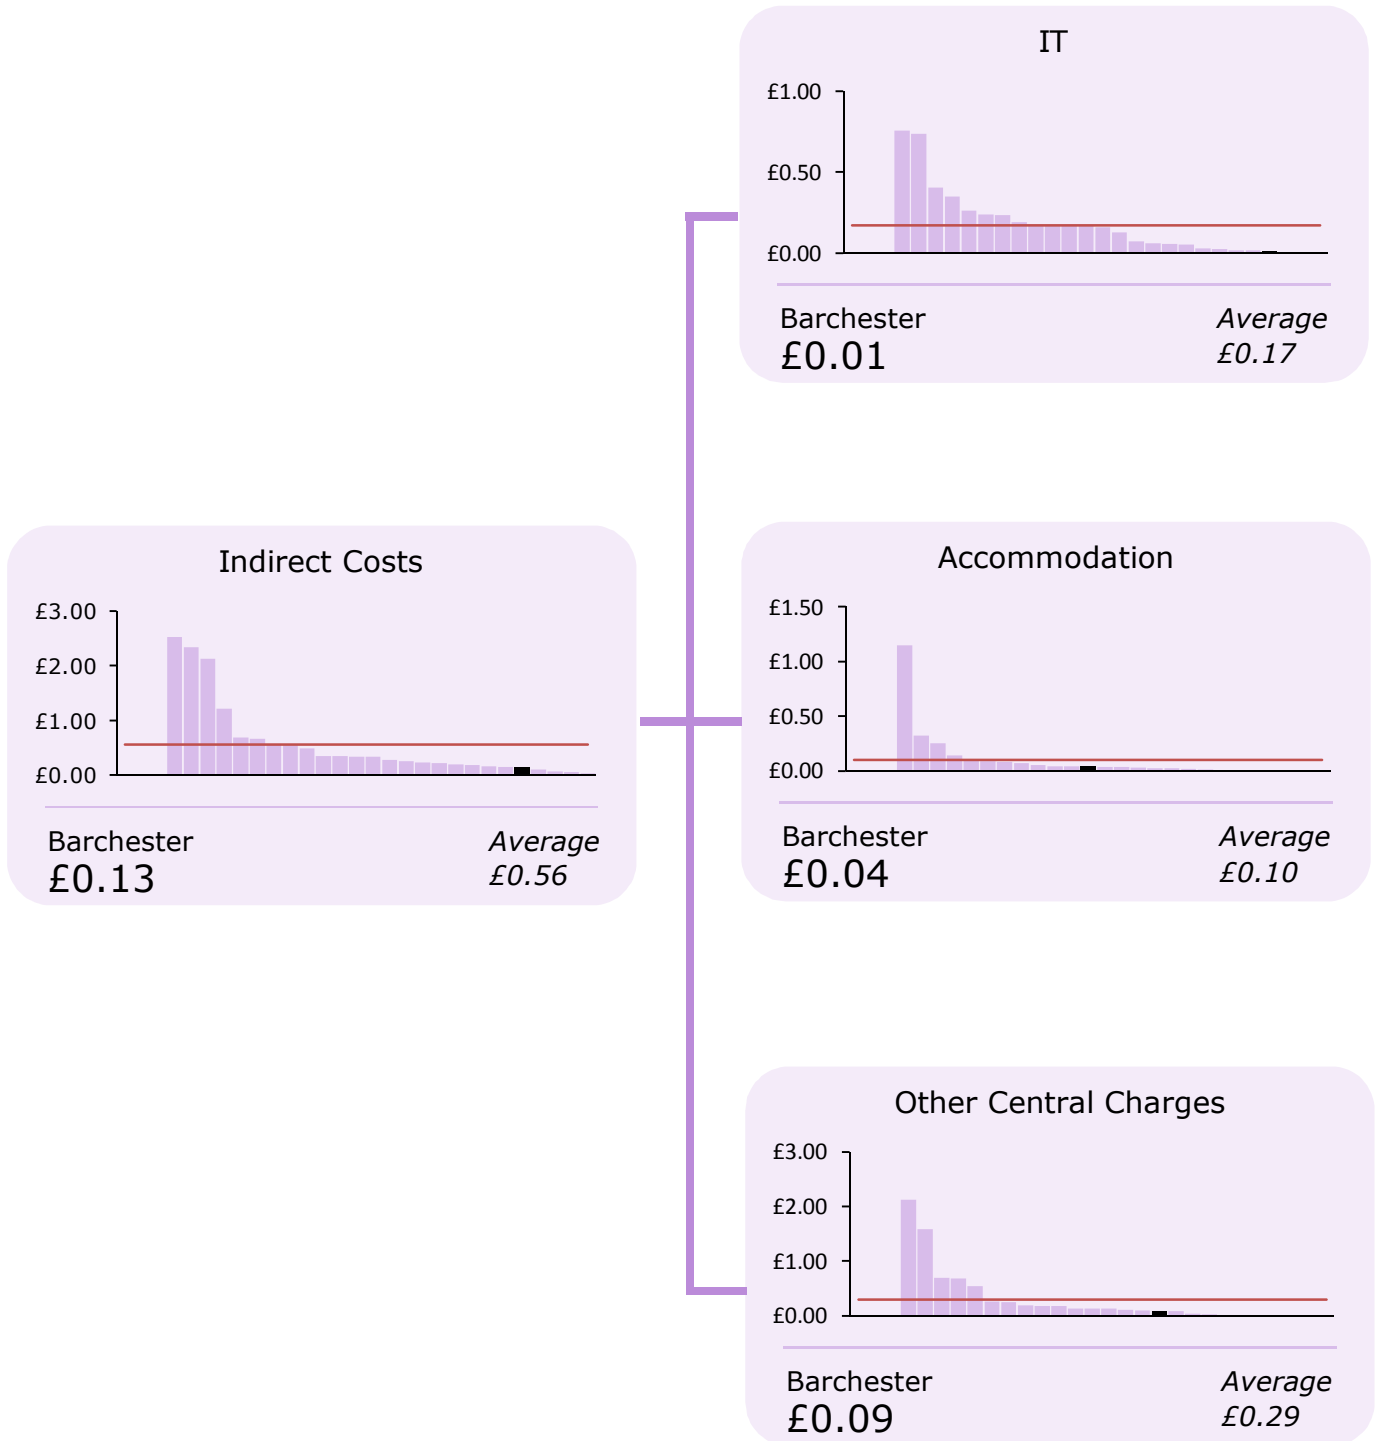 IT
£1.00
£0.50
£0.00
Barchester Average
£0.01 £0.17
Indirect Costs
£3.00
£2.00
£1.00
£0.00
Barchester Average
£0.13 £0.56
Accommodation
£1.50
£1.00
£0.50
£0.00
Barchester Average
£0.04 £0.10
Other Central Charges
£3.00
£2.00
£1.00
£0.00
Barchester Average
£0.09 £0.29